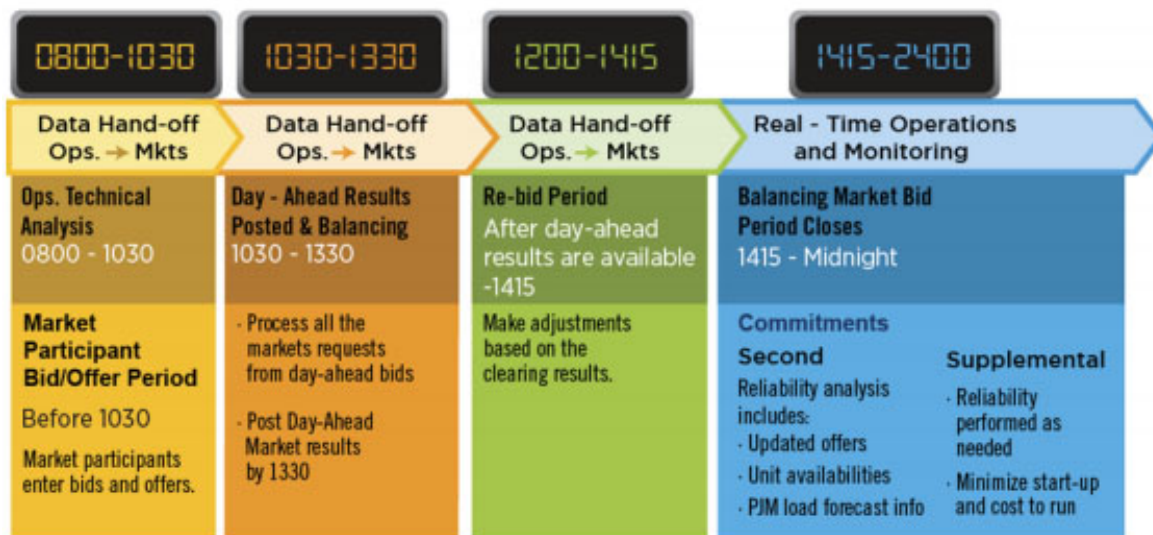 0800-1030
1030-1330
1200-1415
1415-2400
Data Hand-off
Ops. → Mkts
Data Hand-off
Ops. → Mkts
Data Hand-off
Ops. → Mkts
Real - Time Operations
and Monitoring
Ops. Technical
Analysis
0800 - 1030
Day - Ahead Results
Posted & Balancing
1030 - 1330
Re-bid Period
After day-ahead
results are available
-1415
Balancing Market Bid
Period Closes
1415 - Midnight
Market
Participant
Bid/Offer Period
Before 1030
Market participants
enter bids and offers.
· Process all the
markets requests
from day-ahead bids
· Post Day-Ahead
Market results
by 1330
Make adjustments
based on the
clearing results.
Commitments
Second
Reliability analysis
includes:
· Updated offers
· Unit availabilities
· PJM load forecast info
Supplemental
· Reliability
performed as
needed
· Minimize start-up
and cost to run